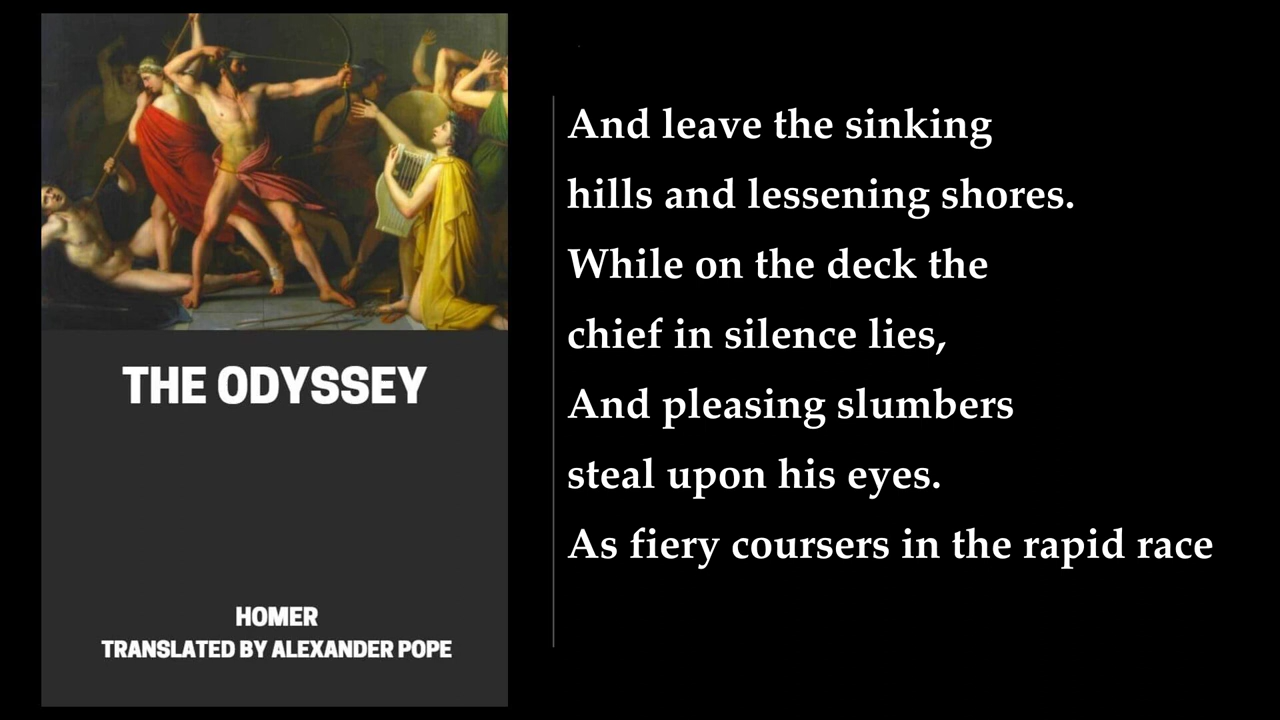 THE ODYSSEY
HOMER
TRANSLATED BY ALEXANDER POPE
And leave the sinking
hills and lessening shores.
While on the deck the
chief in silence lies,
And pleasing slumbers
steal upon his eyes.
As fiery coursers in the rapid race